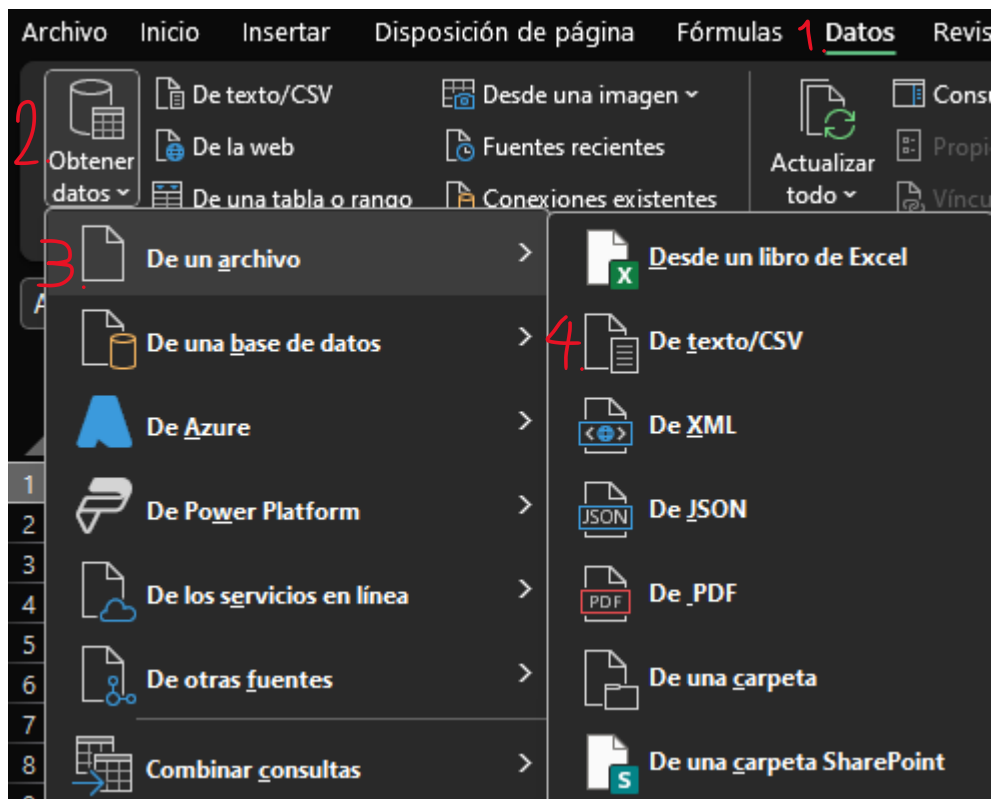 Archivo Inicio Insertar Disposición de página Fórmulas 1. Datos Revis
De texto/CSV Desde una imagen
2 De la web Fuentes recientes
Obtener datos De una tabla o rango Conexiones existentes
Actualizar todo
Consu
Propi
Víncu
3. De un archivo
De una base de datos
De Azure
De Power Platform
De los servicios en línea
De otras fuentes
Combinar consultas
Desde un libro de Excel
4. De texto/CSV
De XML
JSON De JSON
PDF De PDF
De una carpeta
De una carpeta SharePoint
A
1
2
3
4
5
6
7
8